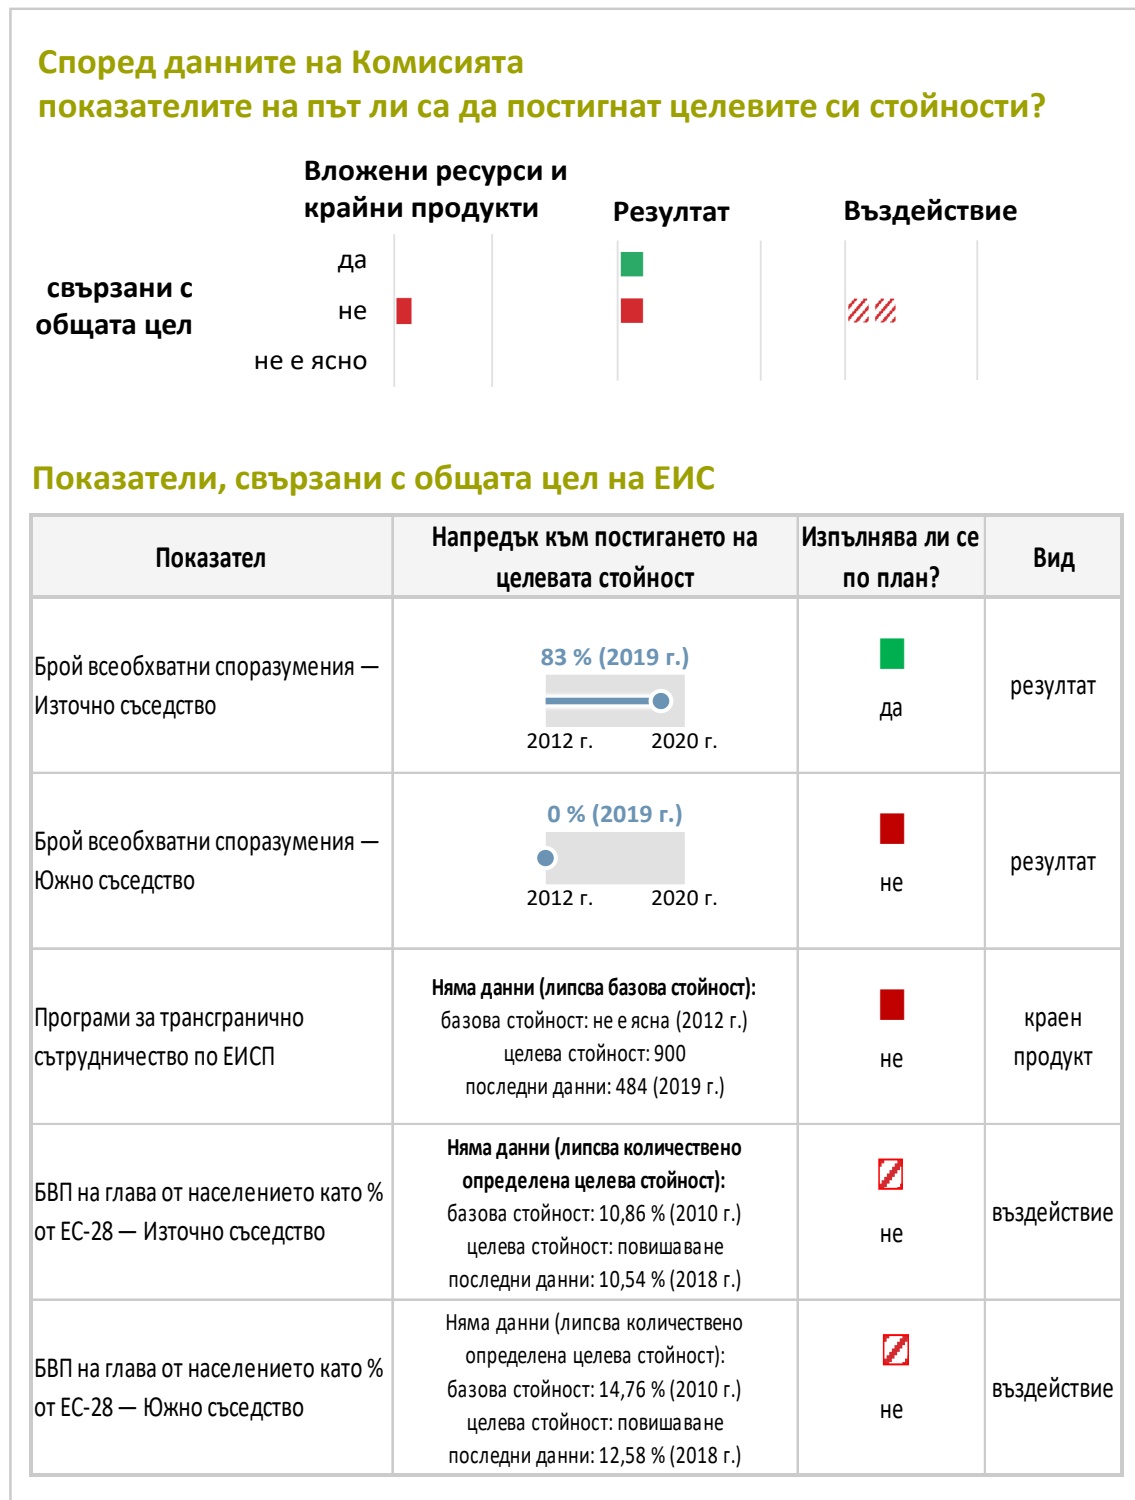 Според данните на Комисията
показателите на път ли са да постигнат целевите си стойности?
Вложени ресурси и
крайни продукти
Резултат
Въздействие
свързани с
общата цел
да
не
не е ясно
Показатели, свързани с общата цел на ЕИС
Показател
Напредък към постигането на
целевата стойност
Изпълнява ли се
по план?
Вид
Брой всеобхватни споразумения —
Източно съседство
83 % (2019 г.)
2012 г. 2020 г.
да
резултат
Брой всеобхватни споразумения —
Южно съседство
0 % (2019 г.)
2012 г. 2020 г.
не
резултат
Програми за трансгранично
сътрудничество по ЕИСП
Няма данни (липсва базова стойност):
базова стойност: не е ясна (2012 г.)
целева стойност: 900
последни данни: 484 (2019 г.)
не
краен
продукт
БВП на глава от населението като %
от ЕС-28 — Източно съседство
Няма данни (липсва количествено
определена целева стойност):
базова стойност: 10,86 % (2010 г.)
целева стойност: повишаване
последни данни: 10,54 % (2018 г.)
не
въздействие
БВП на глава от населението като %
от ЕС-28 — Южно съседство
Няма данни (липсва количествено
определена целева стойност):
базова стойност: 14,76 % (2010 г.)
целева стойност: повишаване
последни данни: 12,58 % (2018 г.)
не
въздействие